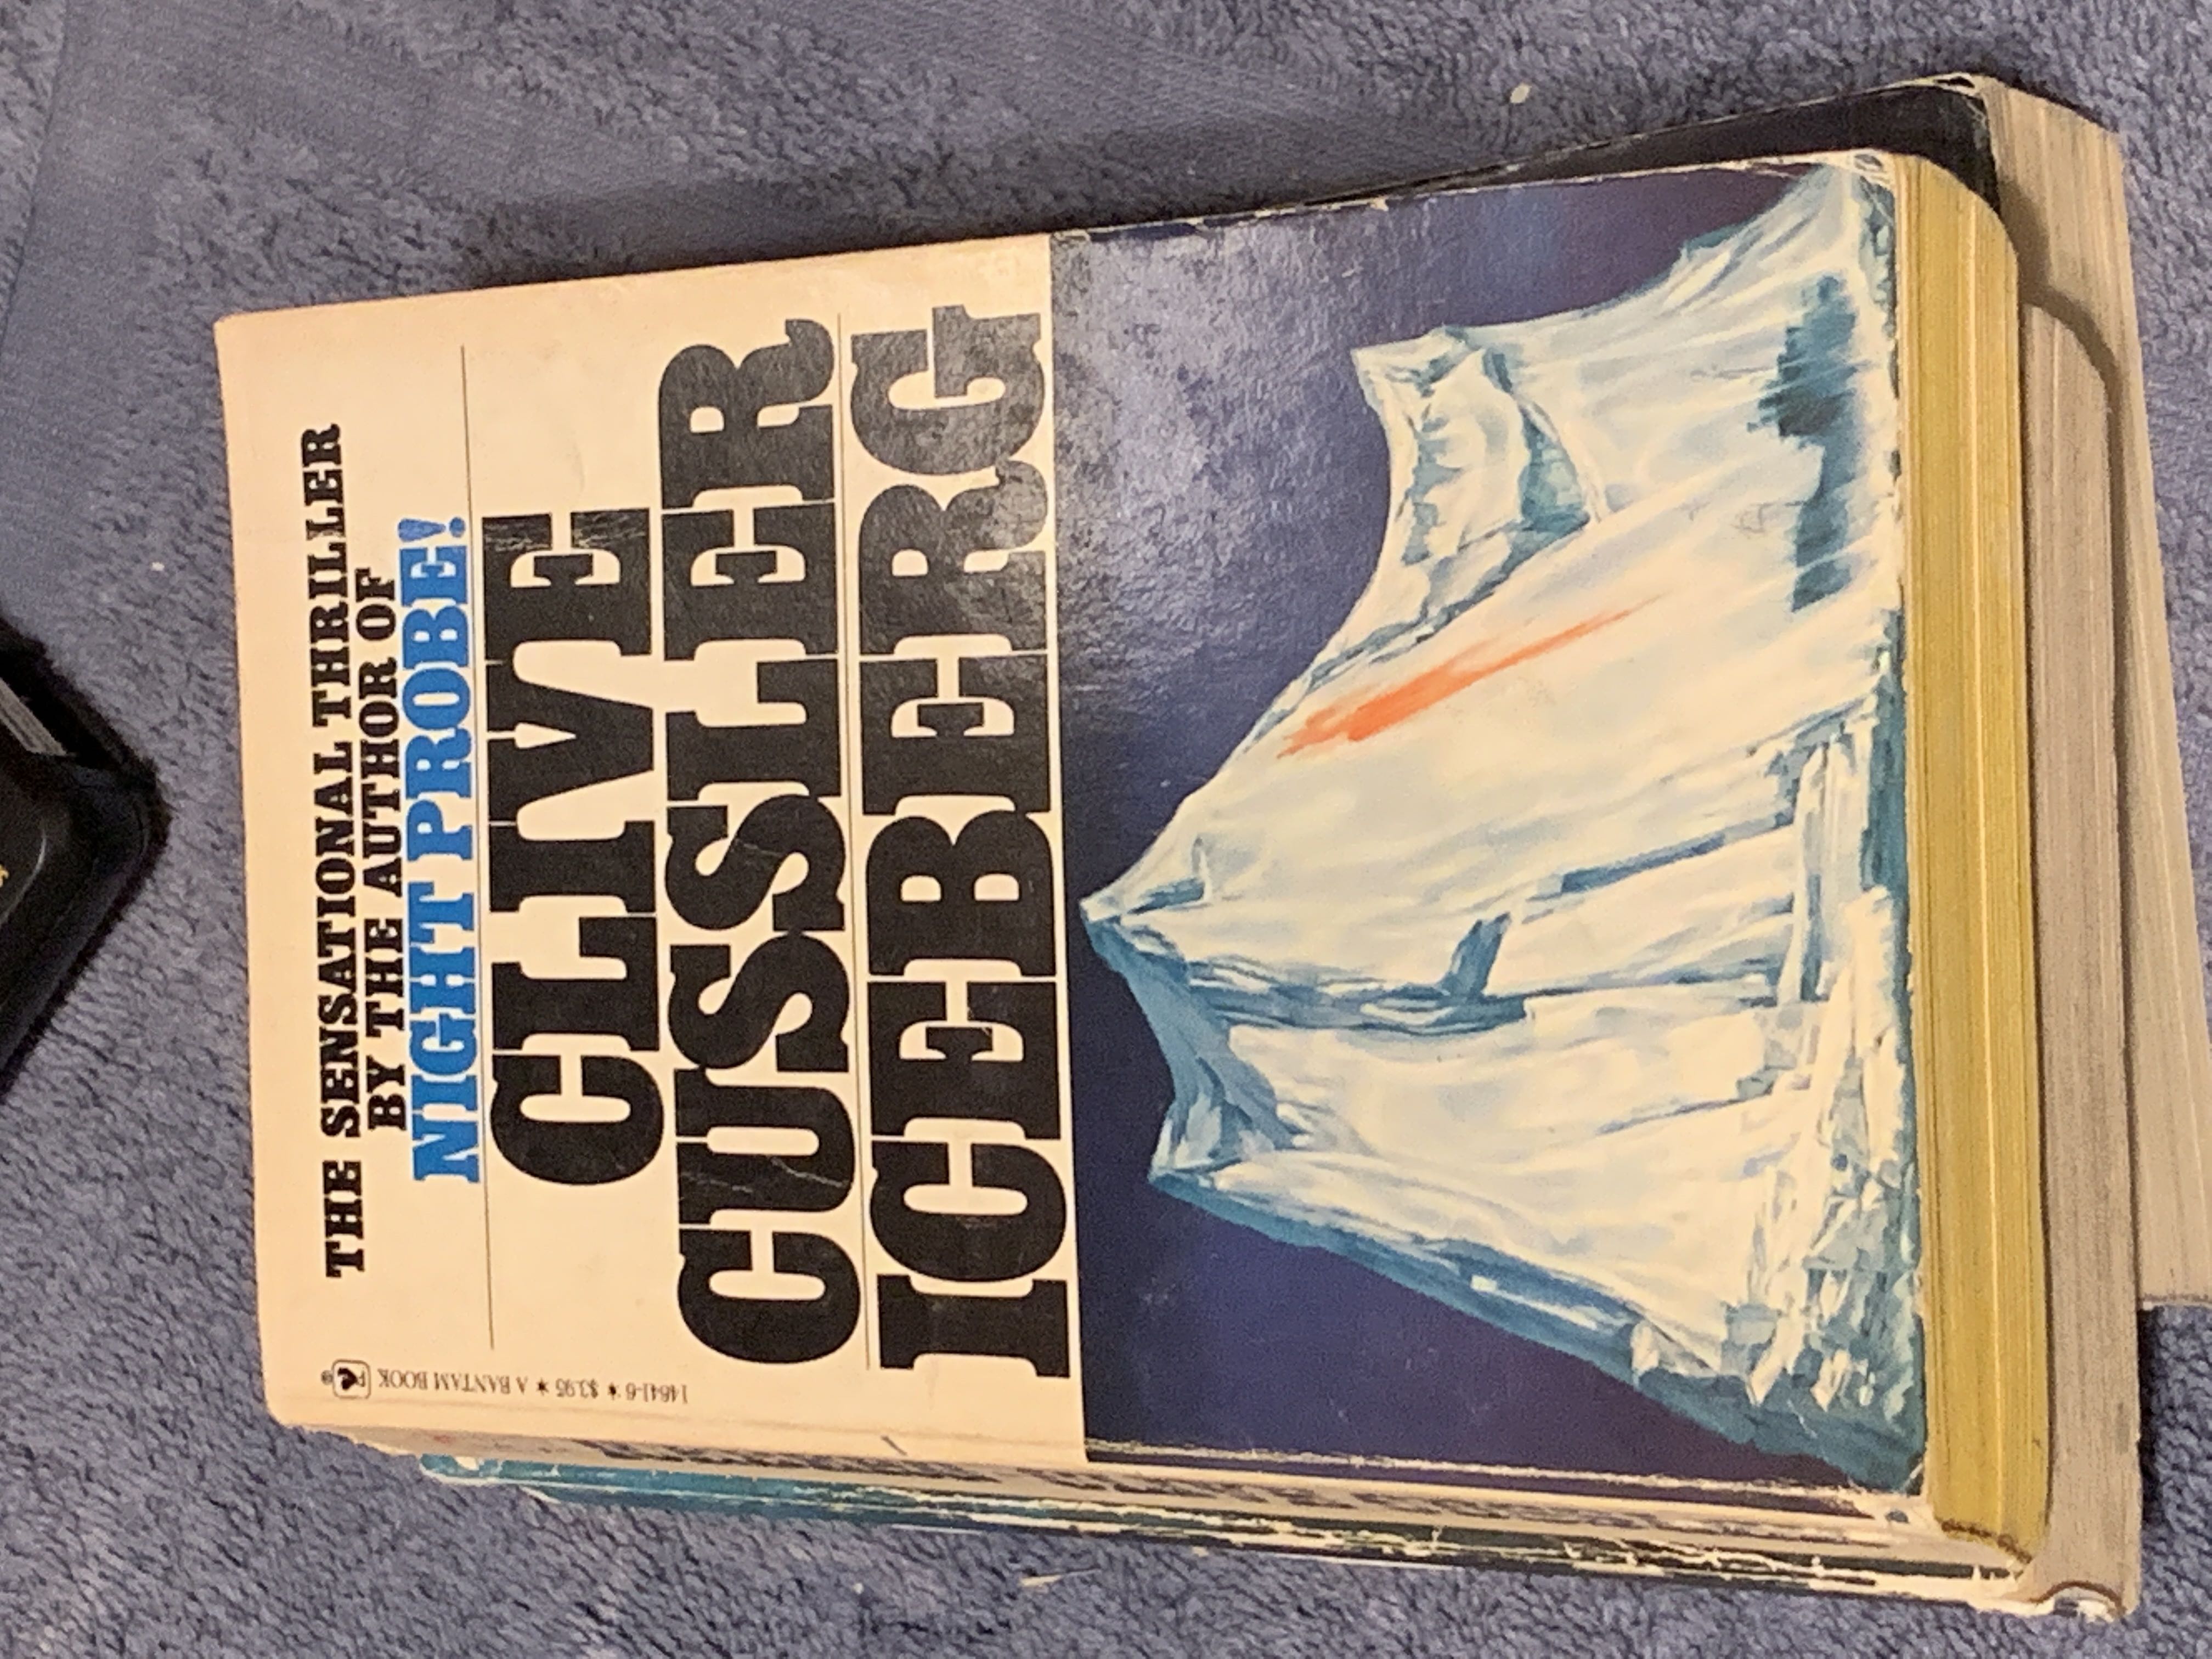 THE SENSATIONAL THRILLER
BY THE AUTHOR OF
NIGHT PROBE!
CLIVE
CUSSLER
ICEBERG
14641-6 ★ $3.95 ★ A BANTAM BOOK